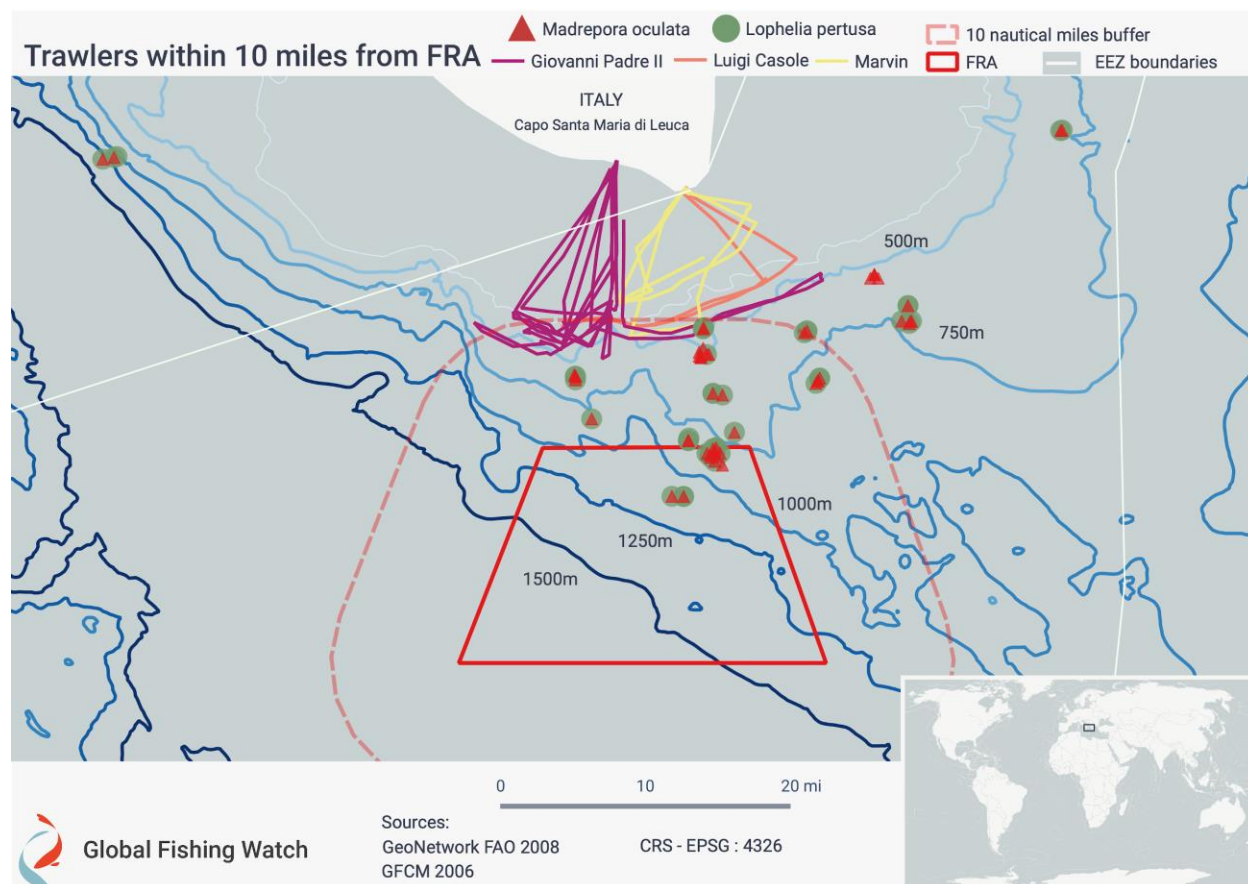 Trawlers within 10 miles from FRA
Madrepora oculata
Lophelia pertusa
10 nautical miles buffer
Giovanni Padre II
Luigi Casole
Marvin
FRA
EEZ boundaries
ITALY
Capo Santa Maria di Leuca
500m
750m
1000m
1250m
1500m
0 10 20 mi
Global Fishing Watch
Sources:
GeoNetwork FAO 2008
GFCM 2006
CRS - EPSG : 4326